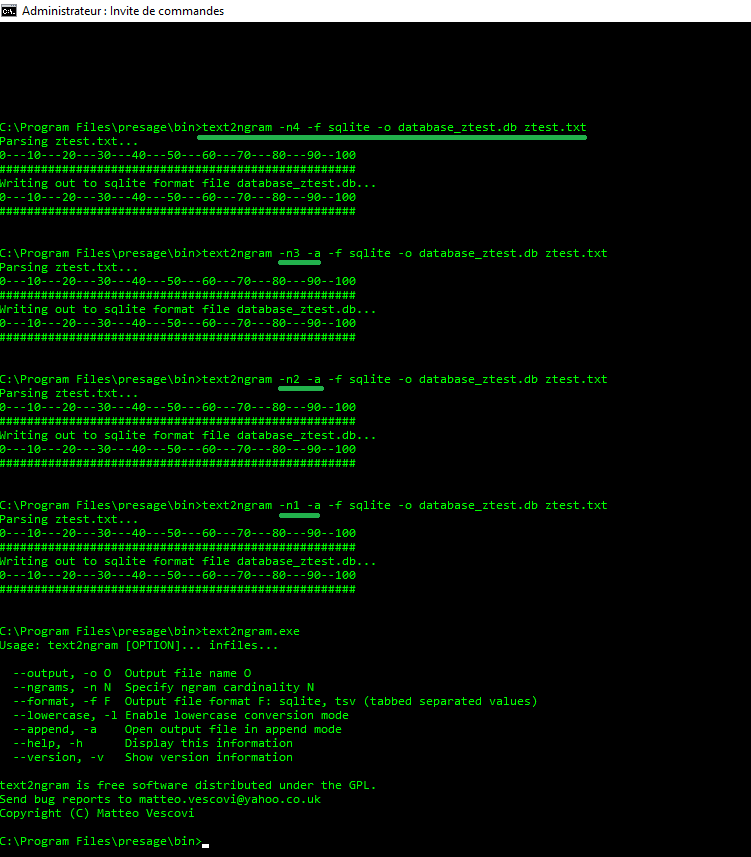 Administrateur : Invite de commandes
C:\Program Files\presage\bin>text2ngram -n4 -f sqlite -o database_ztest.db ztest.txt
Parsing ztest.txt...
0---10---20---30---40---50---60---70---80---90--100
###################################################
Writing out to sqlite format file database_ztest.db...
0---10---20---30---40---50---60---70---80---90--100
###################################################
C:\Program Files\presage\bin>text2ngram -n3 -a -f sqlite -o database_ztest.db ztest.txt
Parsing ztest.txt...
0---10---20---30---40---50---60---70---80---90--100
###################################################
Writing out to sqlite format file database_ztest.db...
0---10---20---30---40---50---60---70---80---90--100
###################################################
C:\Program Files\presage\bin>text2ngram -n2 -a -f sqlite -o database_ztest.db ztest.txt
Parsing ztest.txt...
0---10---20---30---40---50---60---70---80---90--100
###################################################
Writing out to sqlite format file database_ztest.db...
0---10---20---30---40---50---60---70---80---90--100
###################################################
C:\Program Files\presage\bin>text2ngram -n1 -a -f sqlite -o database_ztest.db ztest.txt
Parsing ztest.txt...
0---10---20---30---40---50---60---70---80---90--100
###################################################
Writing out to sqlite format file database_ztest.db...
0---10---20---30---40---50---60---70---80---90--100
###################################################
C:\Program Files\presage\bin>text2ngram.exe
Usage: text2ngram [OPTION]... infiles...
--output, -o O  Output file name O
--ngrams, -n N  Specify ngram cardinality N
--format, -f F  Output file format F: sqlite, tsv (tabbed separated values)
--lowercase, -l Enable lowercase conversion mode
--append, -a    Open output file in append mode
--help, -h      Display this information
--version, -v   Show version information
text2ngram is free software distributed under the GPL.
Send bug reports to matteo.vescovi@yahoo.co.uk
Copyright (C) Matteo Vescovi
C:\Program Files\presage\bin>